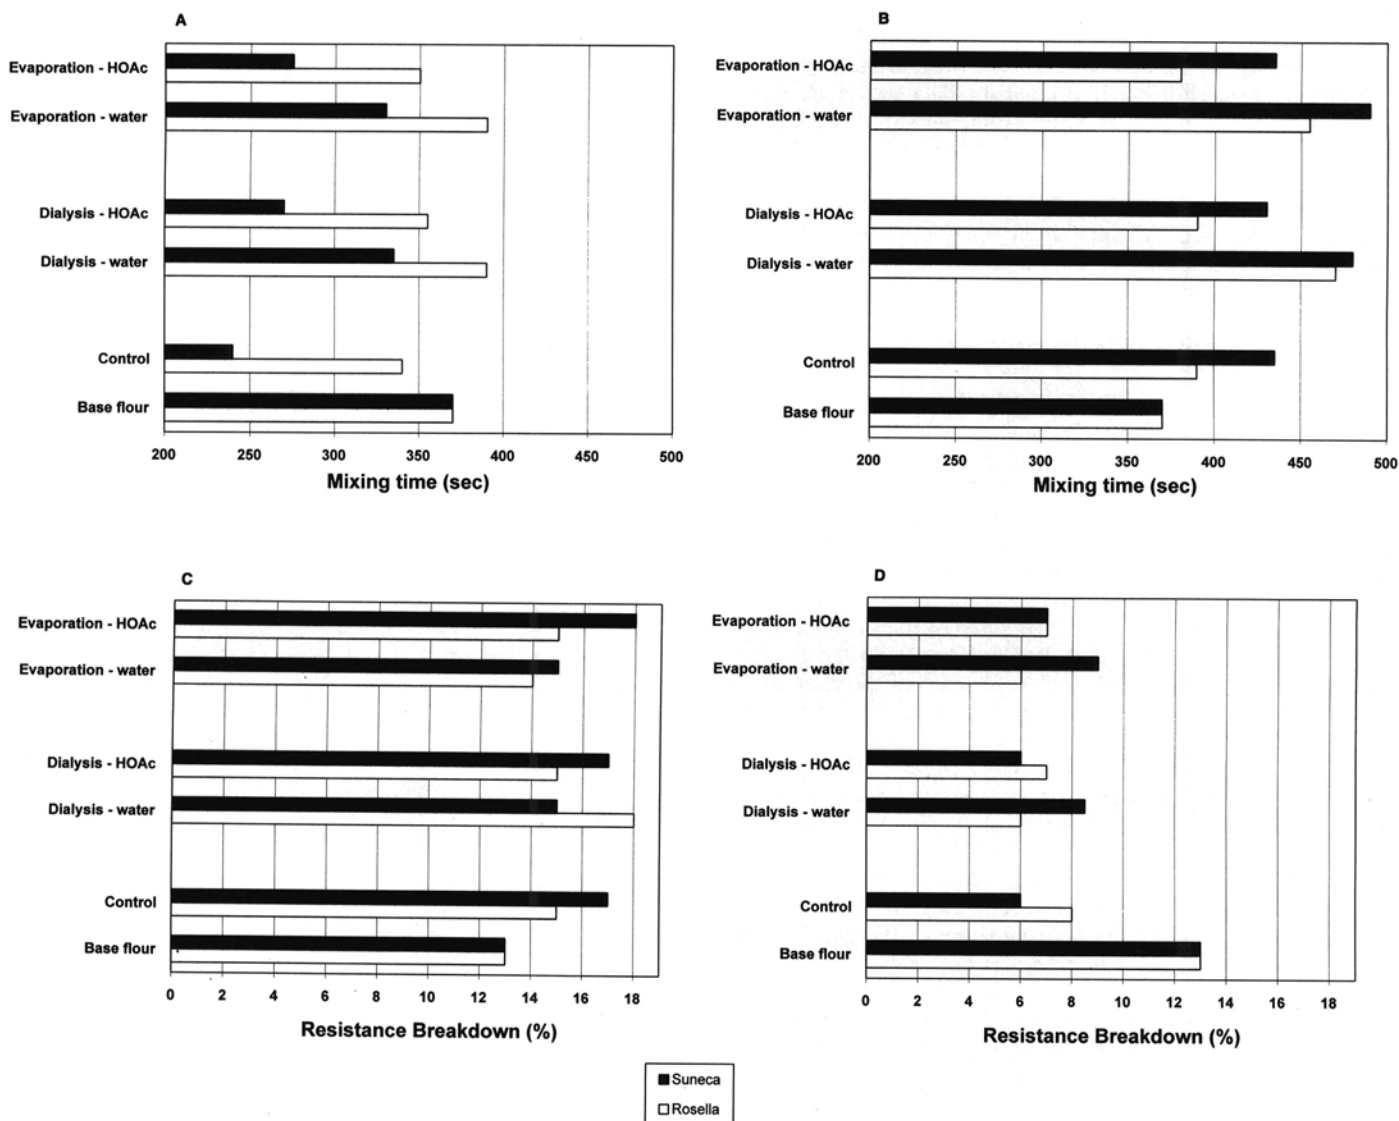 A
Evaporation - HOAc
Evaporation - water
Dialysis - HOAc
Dialysis - water
Control
Base flour
200 250 300 350 400 450 500
Mixing time (sec)
B
Evaporation - HOAc
Evaporation - water
Dialysis - HOAc
Dialysis - water
Control
Base flour
200 250 300 350 400 450 500
Mixing time (sec)
C
Evaporation - HOAc
Evaporation - water
Dialysis - HOAc
Dialysis - water
Control
Base flour
0 2 4 6 8 10 12 14 16 18
Resistance Breakdown (%)
D
Evaporation - HOAc
Evaporation - water
Dialysis - HOAc
Dialysis - water
Control
Base flour
0 2 4 6 8 10 12 14 16 18
Resistance Breakdown (%)
Suneca
Rosella